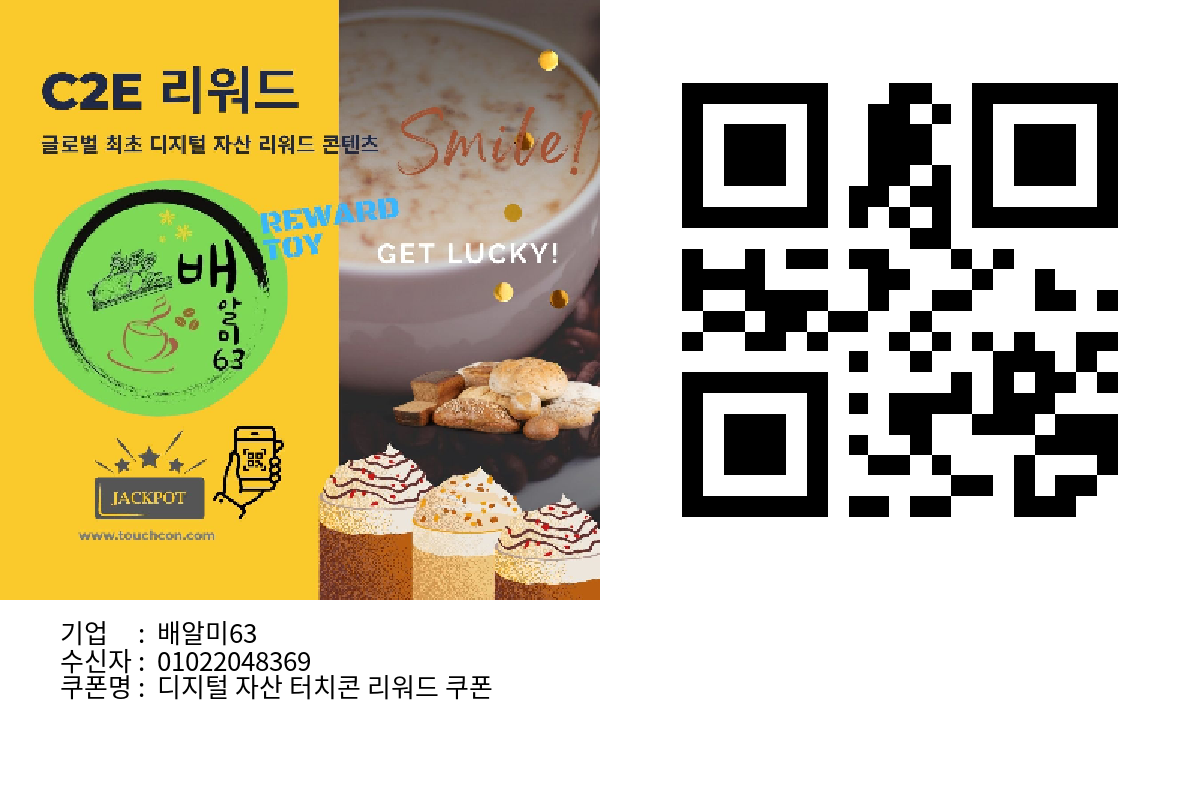 C2E 리워드
글로벌 최초 디지털 자산 리워드 콘텐츠
Smile!
REWARD
TOY
GET LUCKY!
배
알
미
63
JACKPOT
www.touchcon.com
기업 : 배알미63
수신자 : 01022048369
쿠폰명 : 디지털 자산 터치콘 리워드 쿠폰